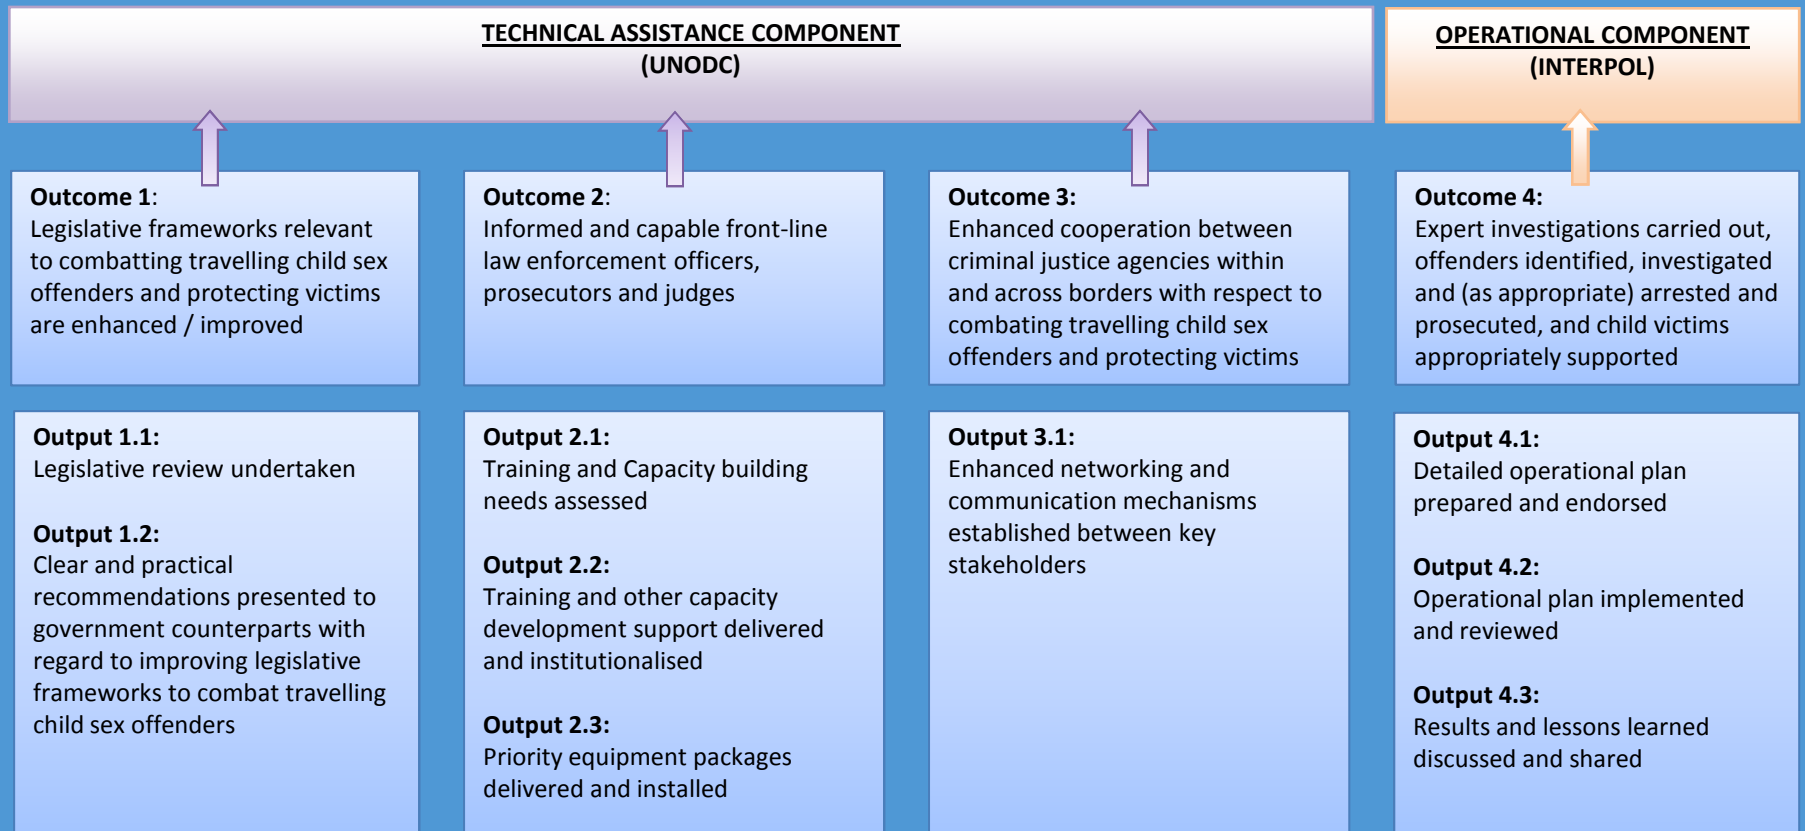 TECHNICAL ASSISTANCE COMPONENT
(UNODC)
OPERATIONAL COMPONENT
(INTERPOL)
Outcome 1:
Legislative frameworks relevant
to combatting travelling child sex
offenders and protecting victims
are enhanced / improved
Outcome 2:
Informed and capable front-line
law enforcement officers,
prosecutors and judges
Outcome 3:
Enhanced cooperation between
criminal justice agencies within
and across borders with respect to
combating travelling child sex
offenders and protecting victims
Outcome 4:
Expert investigations carried out,
offenders identified, investigated
and (as appropriate) arrested and
prosecuted, and child victims
appropriately supported
Output 1.1:
Legislative review undertaken
Output 1.2:
Clear and practical
recommendations presented to
government counterparts with
regard to improving legislative
frameworks to combat travelling
child sex offenders
Output 2.1:
Training and Capacity building
needs assessed
Output 2.2:
Training and other capacity
development support delivered
and institutionalised
Output 2.3:
Priority equipment packages
delivered and installed
Output 3.1:
Enhanced networking and
communication mechanisms
established between key
stakeholders
Output 4.1:
Detailed operational plan
prepared and endorsed
Output 4.2:
Operational plan implemented
and reviewed
Output 4.3:
Results and lessons learned
discussed and shared